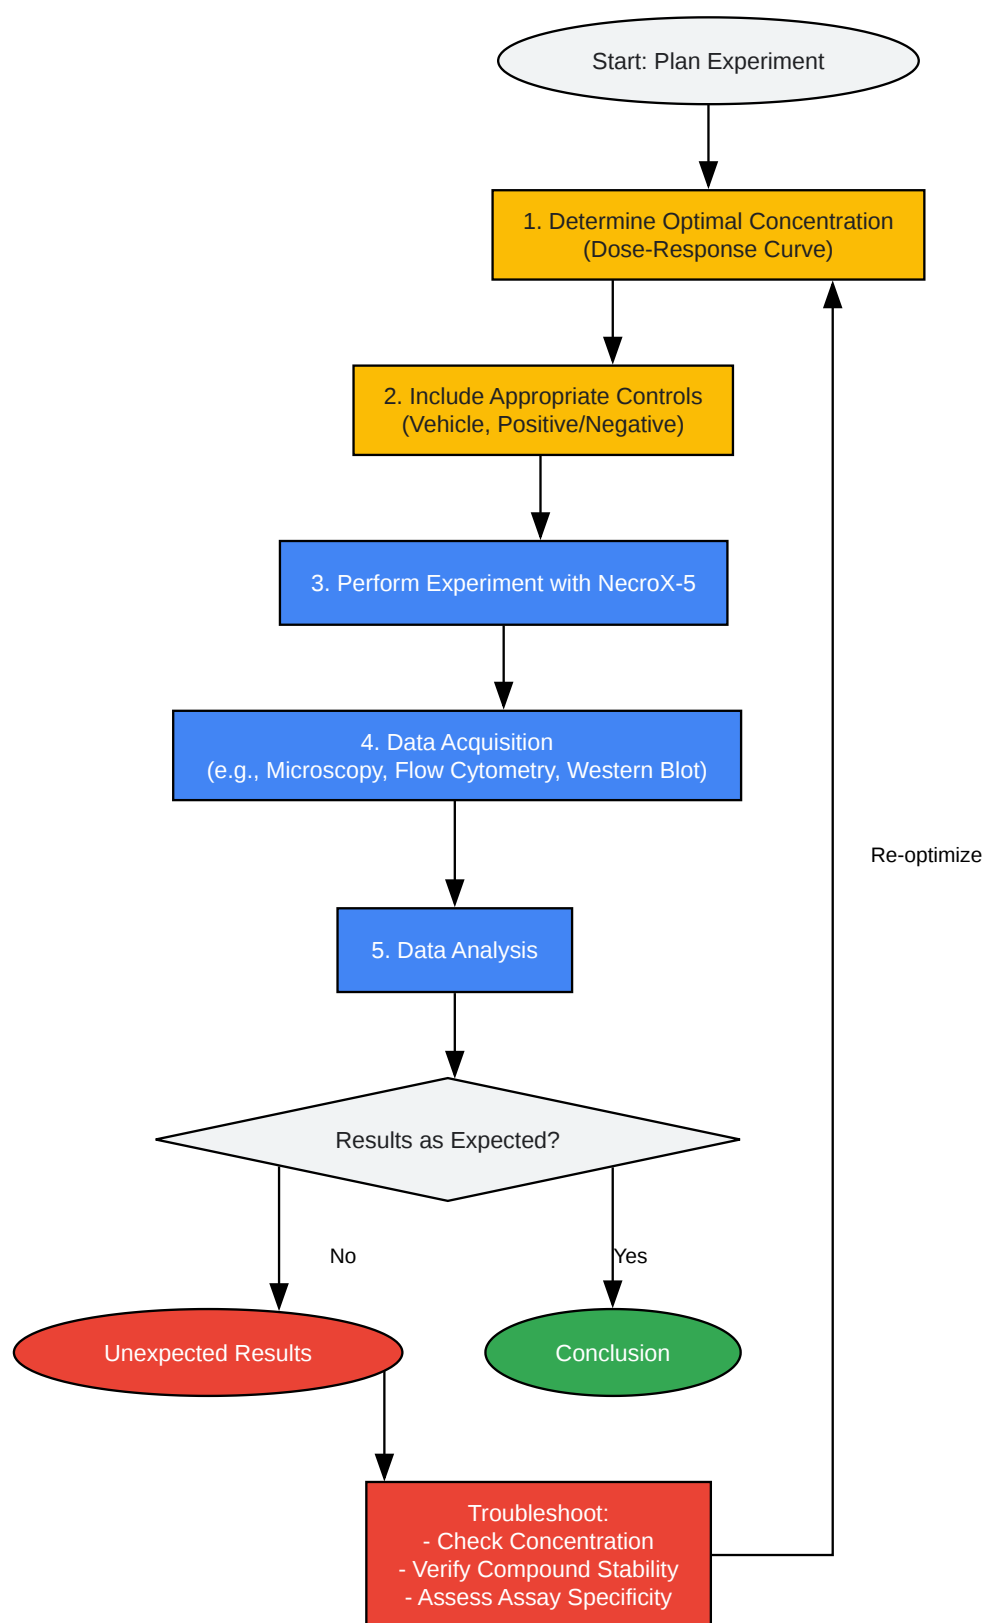 Start: Plan Experiment
1. Determine Optimal Concentration
(Dose-Response Curve)
2. Include Appropriate Controls
(Vehicle, Positive/Negative)
3. Perform Experiment with NecroX-5
4. Data Acquisition
(e.g., Microscopy, Flow Cytometry, Western Blot)
Re-optimize
5. Data Analysis
Results as Expected?
No
Yes
Unexpected Results
Conclusion
Troubleshoot:
- Check Concentration
- Verify Compound Stability
- Assess Assay Specificity